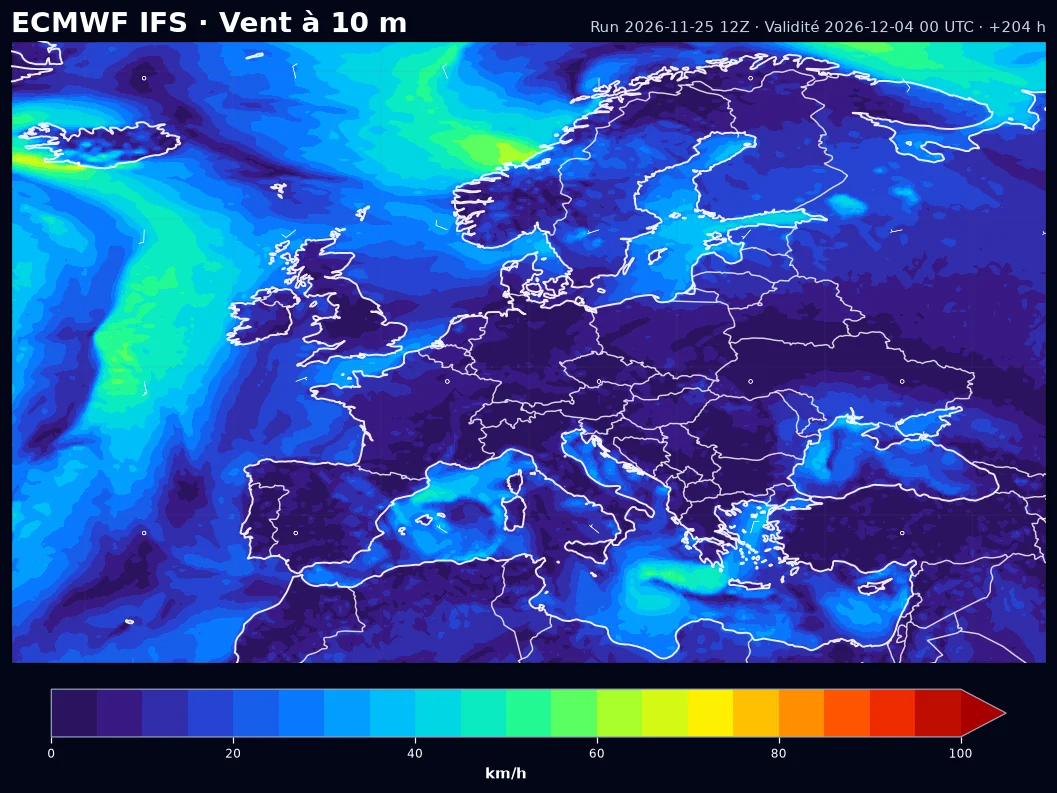 ECMWF IFS · Vent à 10 m
Run 2026-11-25 12Z · Validité 2026-12-04 00 UTC · +204 h
0 20 40 60 80 100
km/h